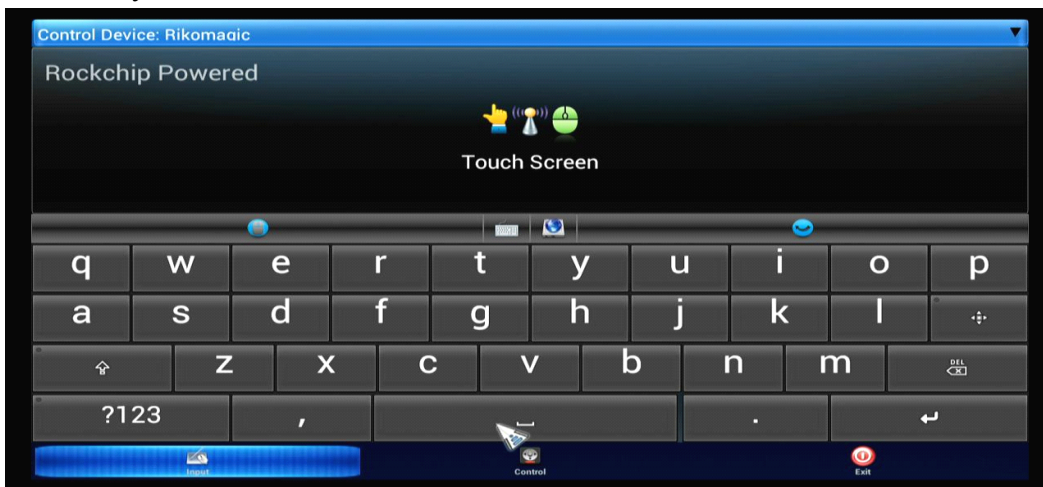 Control Device: Rikomagic
Rockchip Powered
Touch Screen
q w e r t y u i o p
a s d f g h j k l
z x c v b n m DEL
?123 , .
Input Control Exit